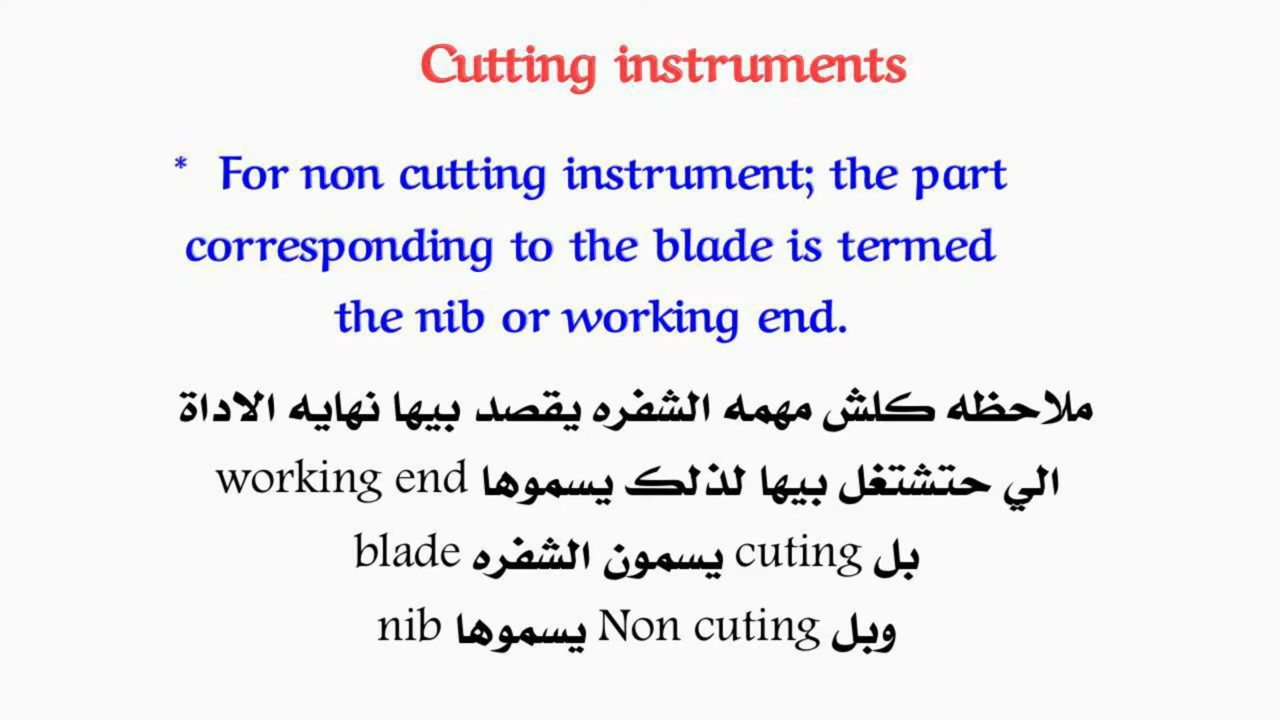 Cutting instruments
* For non cutting instrument; the part
corresponding to the blade is termed
the nib or working end.
ملاحظه كلش مهمه الشفره يقصد بيها نهايه الاداة
الي حتشتغل بيها لذلك يسموها working end
بل cuting يسمون الشفره blade
وبل Non cuting يسموها nib